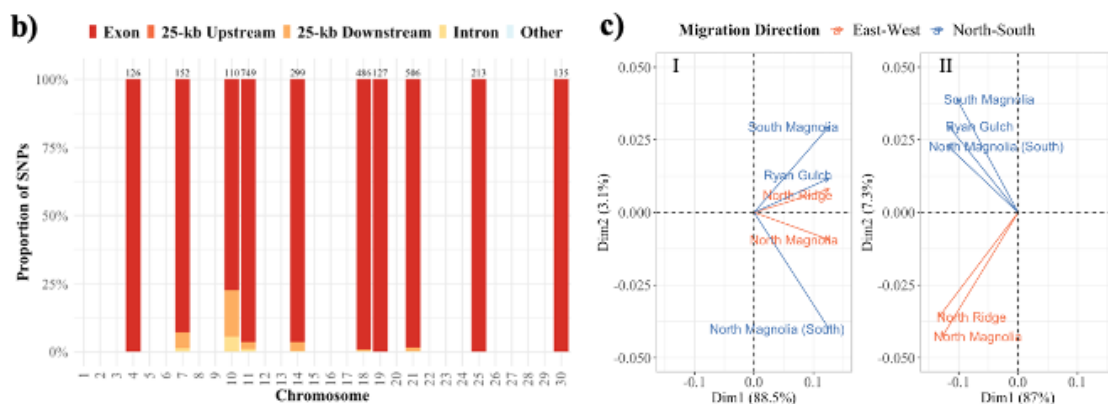 b)
Exon 25-kb Upstream 25-kb Downstream Intron Other
126 152 110 749 299 486 127 506 213 135
100%
75%
50%
25%
0%
Proportion of SNPs
1 2 3 4 5 6 7 8 9 10 11 12 13 14 15 16 17 18 19 20 21 22 23 24 25 26 27 28 29 30
Chromosome
c)
Migration Direction East-West North-South
I
0.050
0.025
0.000
-0.025
-0.050
Dim2 (3.1%)
South Magnolia
Ryan Gulch
North Ridge
North Magnolia
North Magnolia (South)
-0.1 0.0 0.1
Dim1 (88.5%)
II
0.050
0.025
0.000
-0.025
-0.050
Dim2 (7.3%)
South Magnolia
Ryan Gulch
North Magnolia (South)
North Ridge
North Magnolia
-0.1 0.0 0.1
Dim1 (87%)